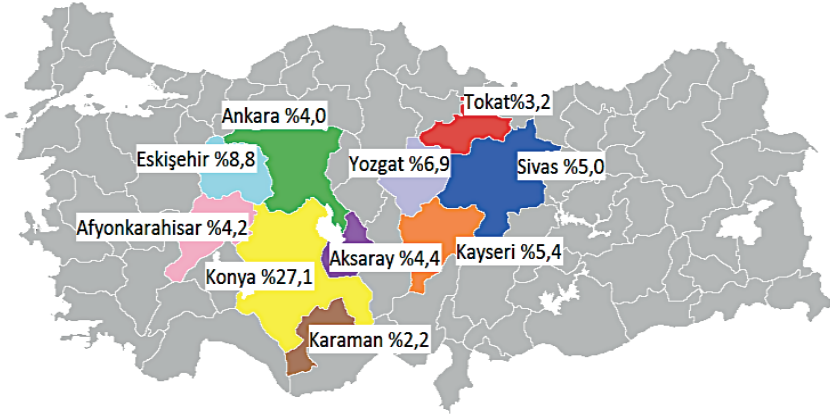 Tokat%3,2
Ankara %4,0
Eskişehir %8,8
Yozgat %6,9
Sivas %5,0
Afyonkarahisar %4,2
Kayseri %5,4
Aksaray %4,4
Konya %27,1
Karaman %2,2